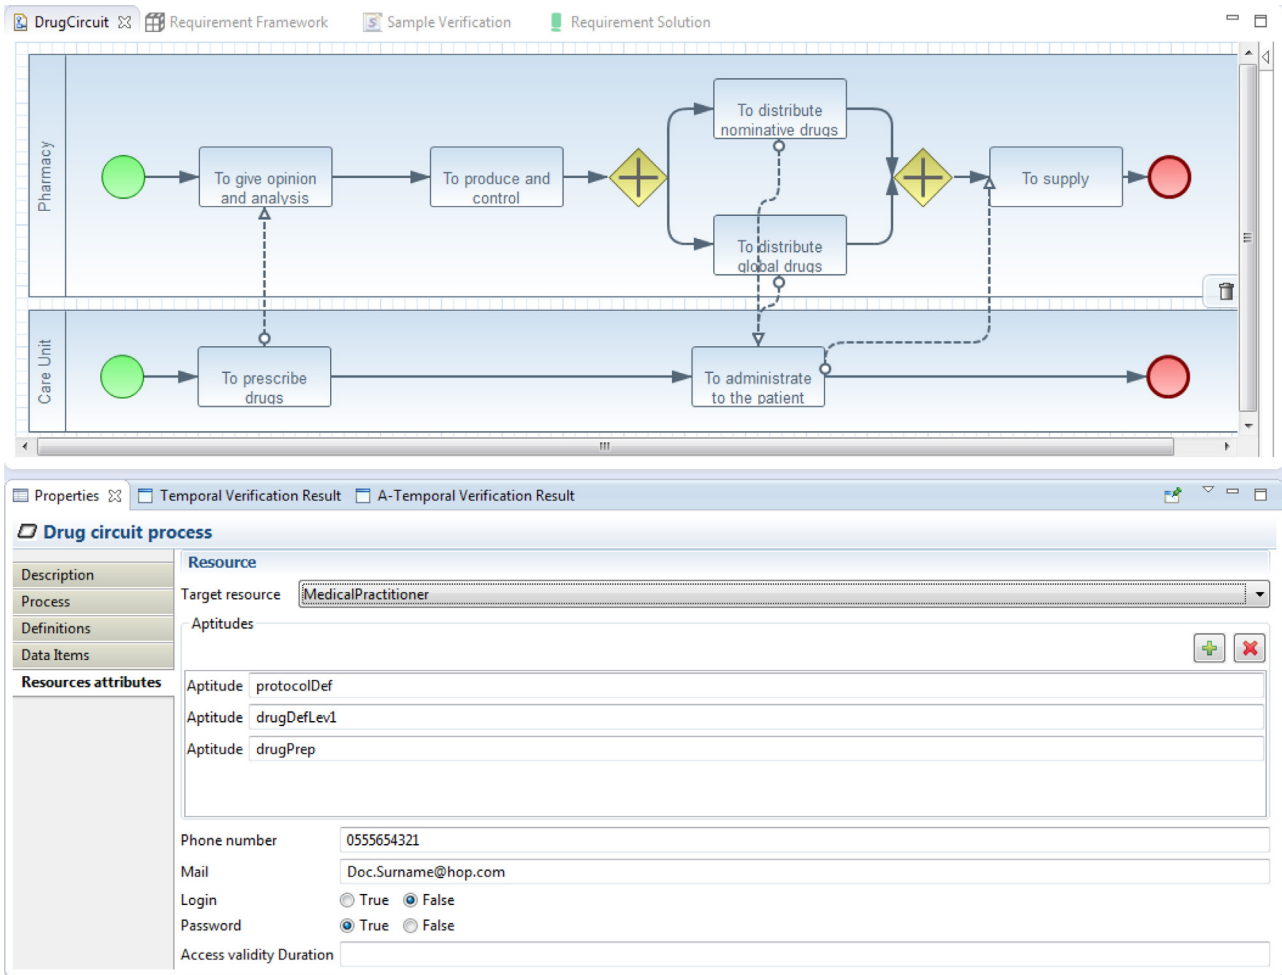 DrugCircuit Requirement Framework Sample Verification Requirement Solution
Pharmacy
To give opinion
and analysis
To produce and
control
To distribute
nominative drugs
To distribute
global drugs
To supply
Care Unit
To prescribe
drugs
To administrate
to the patient
Properties Temporal Verification Result A-Temporal Verification Result
Drug circuit process
Description
Process
Definitions
Data Items
Resources attributes
Resource
Target resource MedicalPractitioner
Aptitudes
Aptitude protocolDef
Aptitude drugDefLev1
Aptitude drugPrep
Phone number 0555654321
Mail Doc.Surname@hop.com
Login True False
Password True False
Access validity Duration